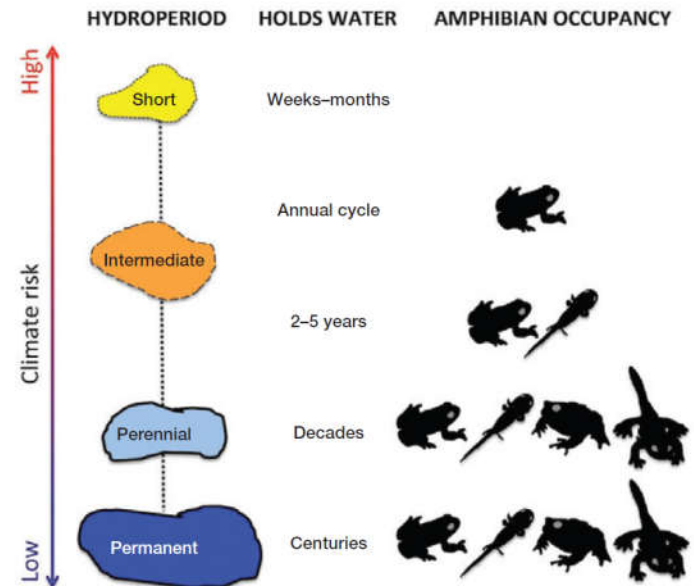 HYDROPERIOD HOLDS WATER AMPHIBIAN OCCUPANCY
High
Short Weeks–months
Annual cycle
Intermediate
Climate risk
2–5 years
Perennial Decades
Permanent Centuries
Low